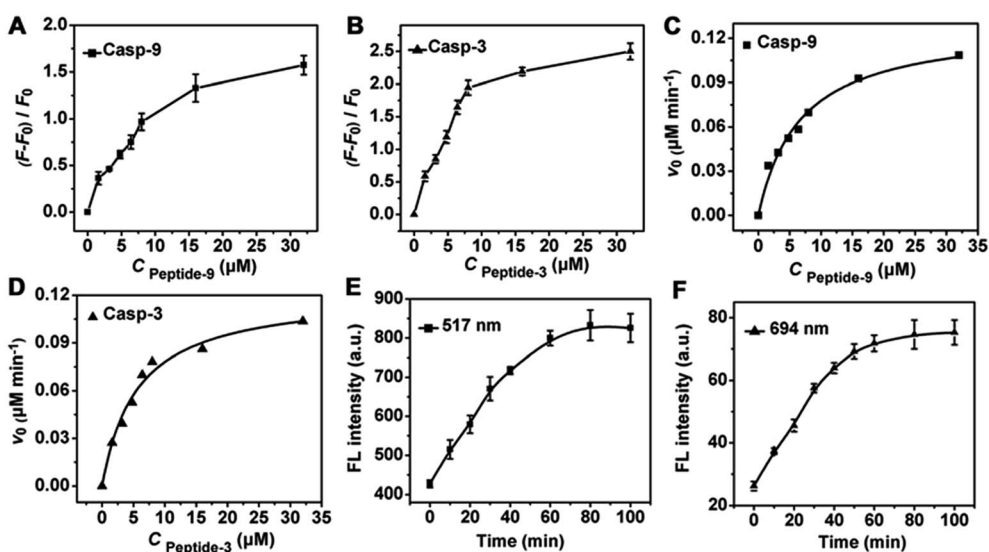 A
Casp-9
(F-F₀) / F₀
2.0
1.5
1.0
0.5
0.0
0 5 10 15 20 25 30
C Peptide-9 (µM)
B
Casp-3
(F-F₀) / F₀
2.5
2.0
1.5
1.0
0.5
0.0
0 5 10 15 20 25 30
C Peptide-3 (µM)
C
Casp-9
v₀ (µM min⁻¹)
0.12
0.09
0.06
0.03
0.00
0 5 10 15 20 25 30 35
C Peptide-9 (µM)
D
Casp-3
v₀ (µM min⁻¹)
0.12
0.09
0.06
0.03
0.00
0 5 10 15 20 25 30 35
C Peptide-3 (µM)
E
517 nm
FL intensity (a.u.)
900
800
700
600
500
400
0 20 40 60 80 100
Time (min)
F
694 nm
FL intensity (a.u.)
80
60
40
20
0 20 40 60 80 100
Time (min)